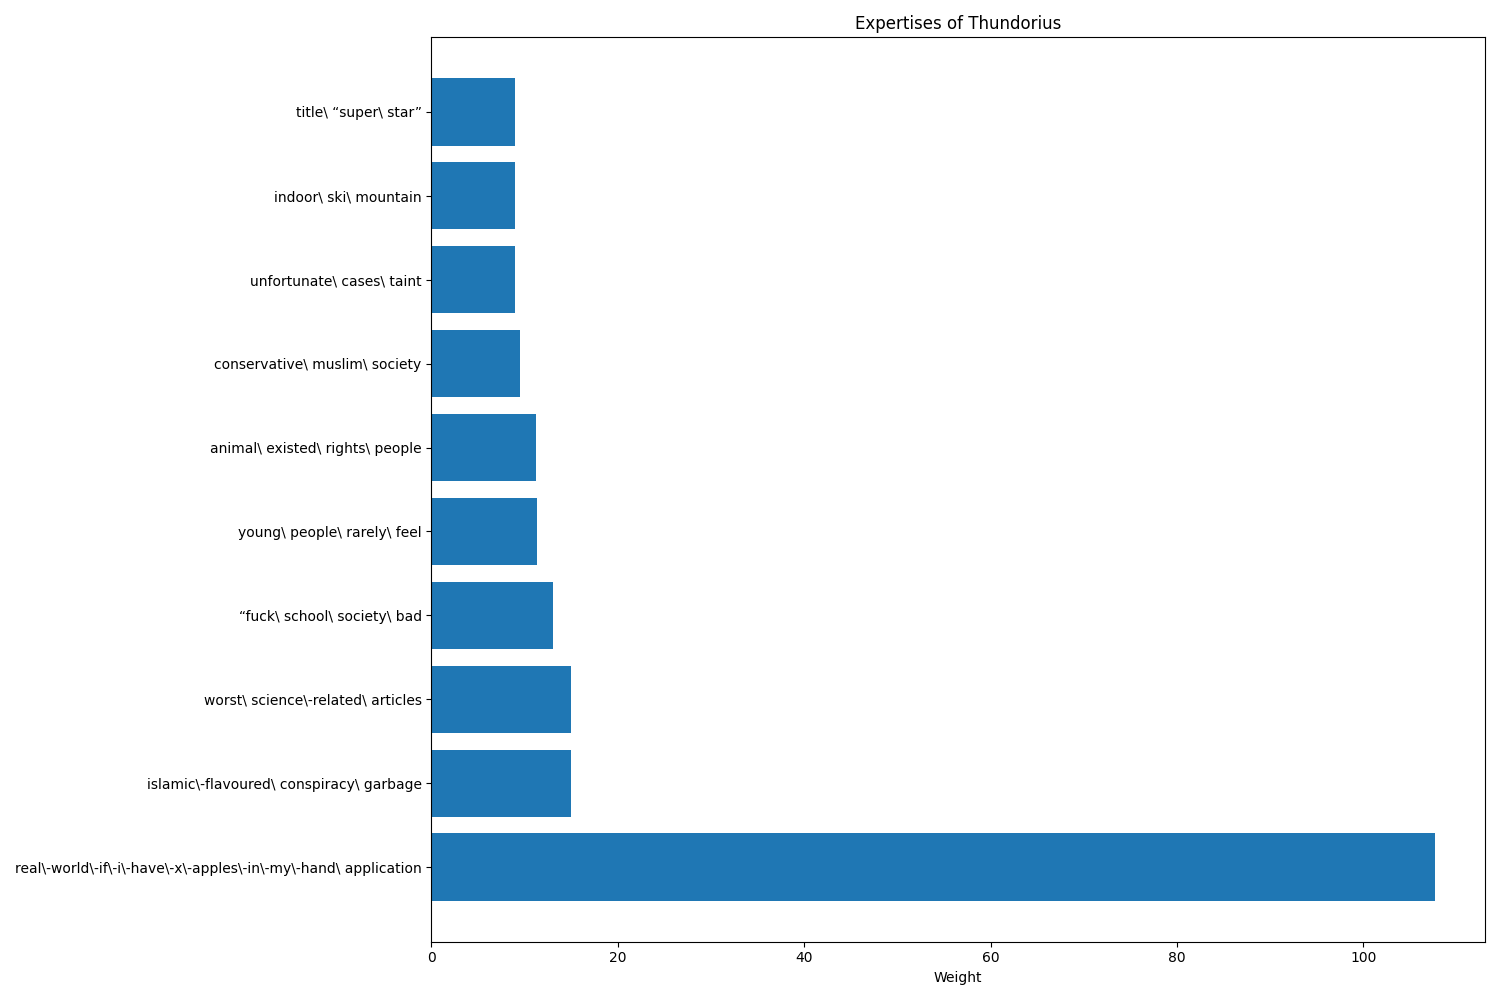 Expertises of Thundorius
title\ “super\ star”
indoor\ ski\ mountain
unfortunate\ cases\ taint
conservative\ muslim\ society
animal\ existed\ rights\ people
young\ people\ rarely\ feel
“fuck\ school\ society\ bad
worst\ science\-related\ articles
islamic\-flavoured\ conspiracy\ garbage
real\-world\-if\-i\-have\-x\-apples\-in\-my\-hand\ application
0 20 40 60 80 100
Weight